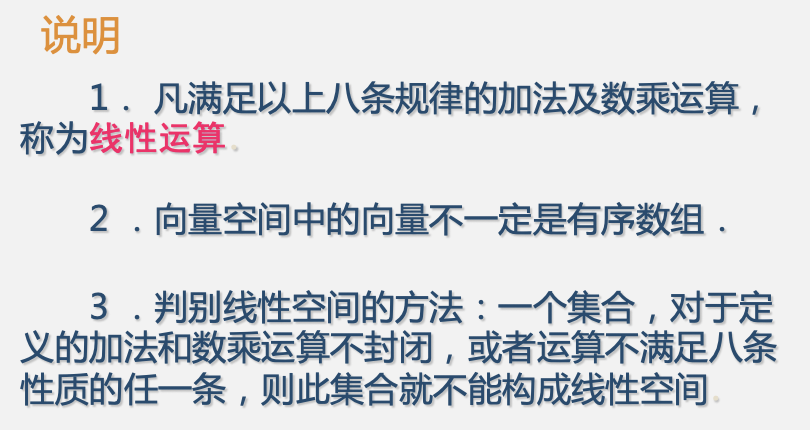 说明
1．凡满足以上八条规律的加法及数乘运算，
称为线性运算．
2．向量空间中的向量不一定是有序数组．
3．判别线性空间的方法：一个集合，对于定
义的加法和数乘运算不封闭，或者运算不满足八条
性质的任一条，则此集合就不能构成线性空间．